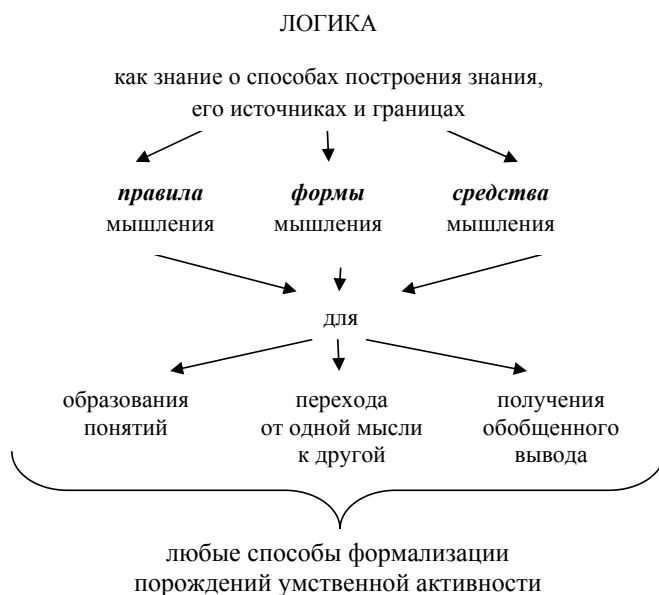 ЛОГИКА
как знание о способах построения знания,
его источниках и границах
правила формы средства
мышления мышления мышления
для
образования перехода получения
понятий от одной мысли обобщенного
к другой вывода
любые способы формализации
порождений умственной активности